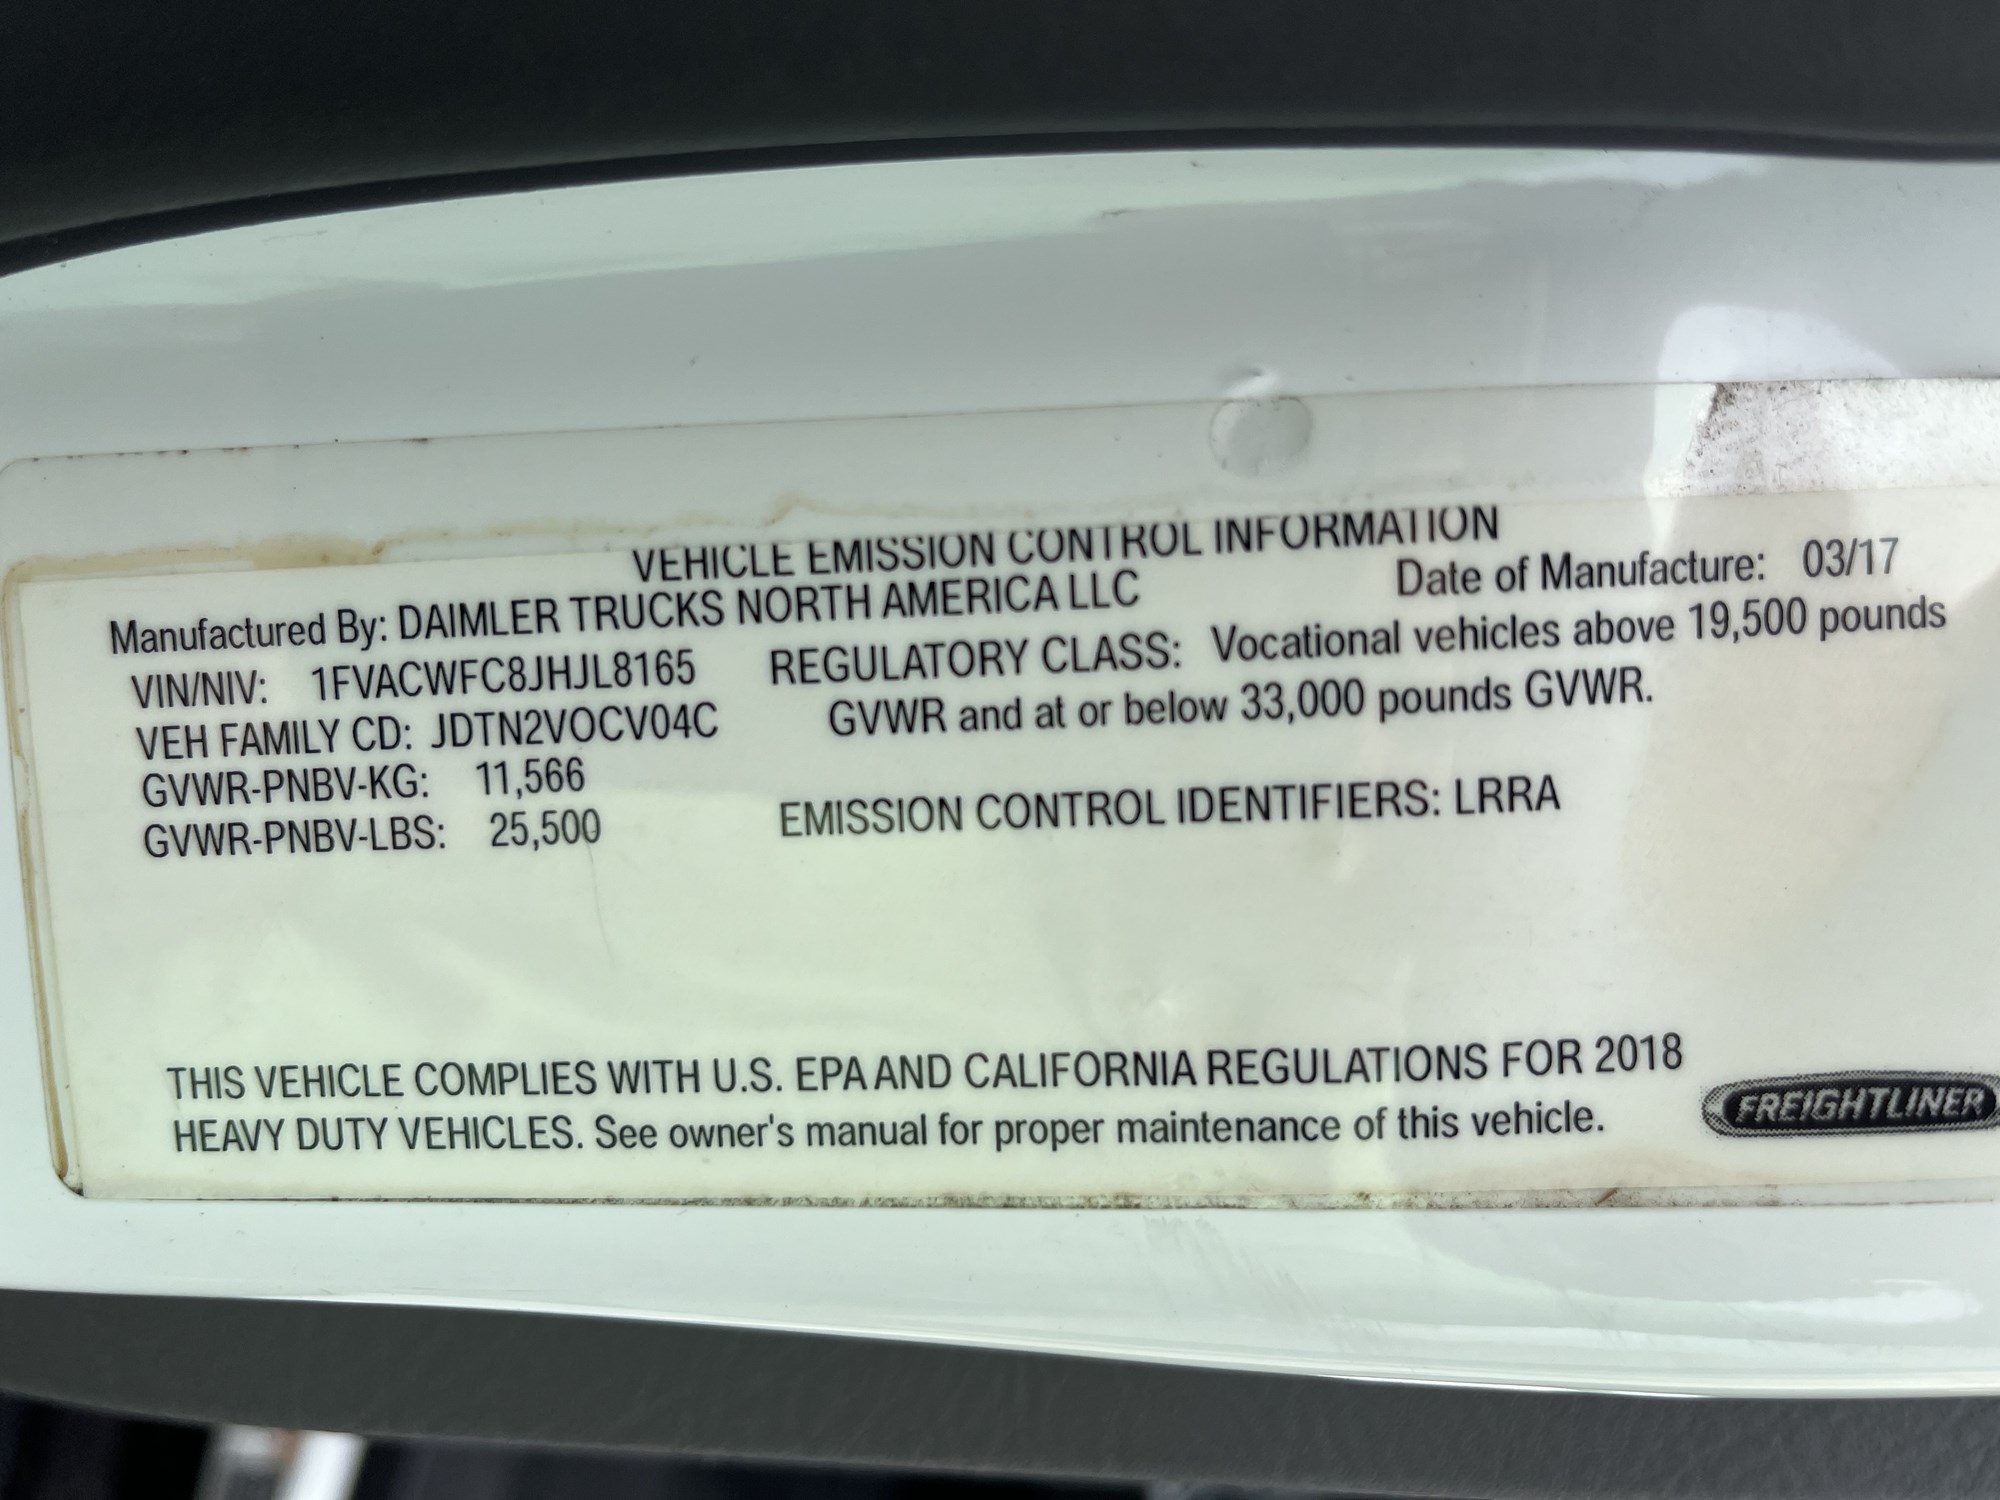 VEHICLE EMISSION CONTROL INFORMATION
Manufactured By: DAIMLER TRUCKS NORTH AMERICA LLC Date of Manufacture: 03/17
VIN/NIV: 1FVACWFC8JHJL8165 REGULATORY CLASS: Vocational vehicles above 19,500 pounds
VEH FAMILY CD: JDTN2VOCV04C GVWR and at or below 33,000 pounds GVWR.
GVWR-PNBV-KG: 11,566
GVWR-PNBV-LBS: 25,500 EMISSION CONTROL IDENTIFIERS: LRRA
THIS VEHICLE COMPLIES WITH U.S. EPA AND CALIFORNIA REGULATIONS FOR 2018
HEAVY DUTY VEHICLES. See owner's manual for proper maintenance of this vehicle.
FREIGHTLINER